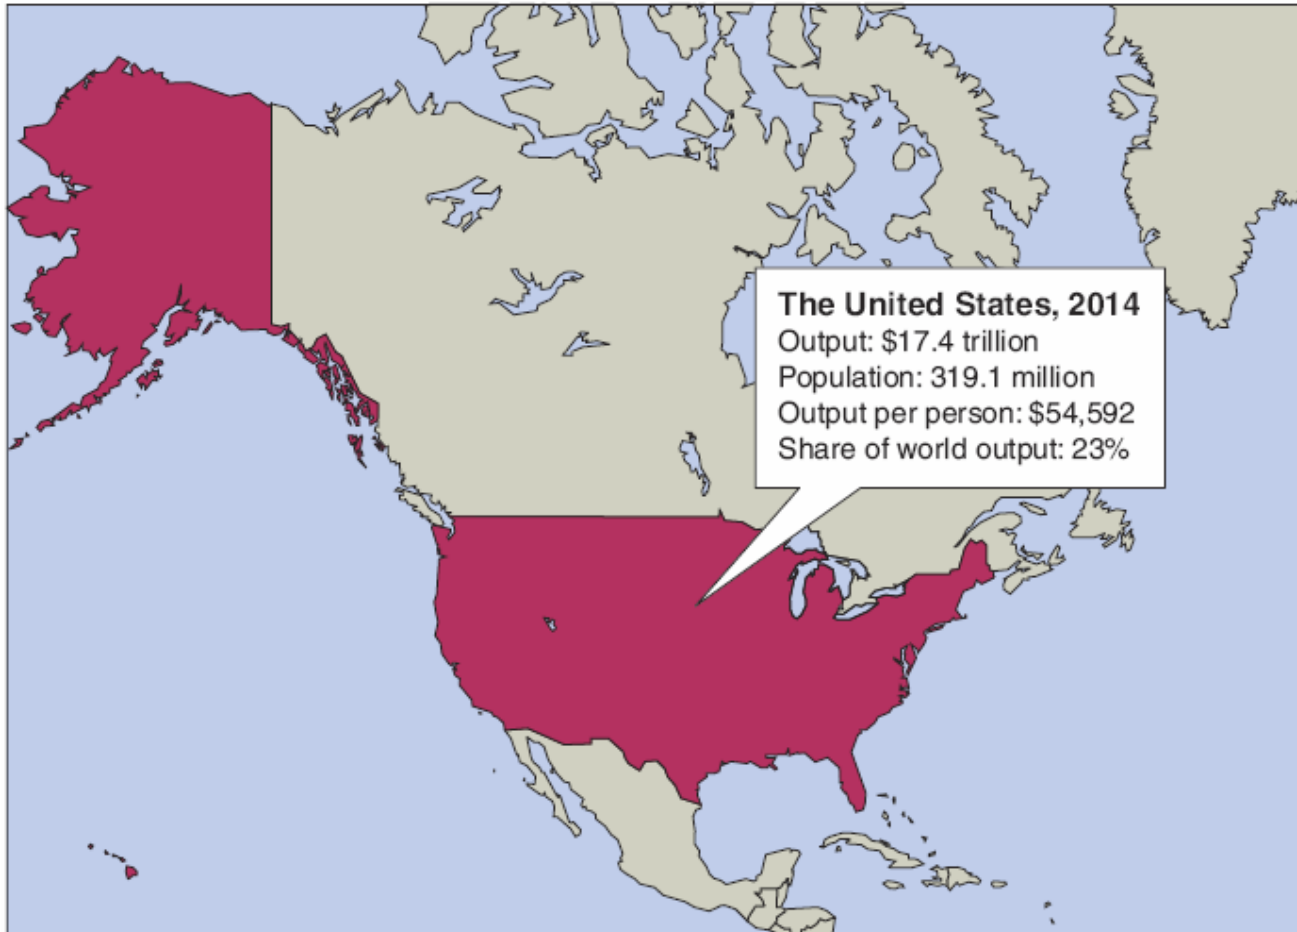 The United States, 2014
Output: $17.4 trillion
Population: 319.1 million
Output per person: $54,592
Share of world output: 23%